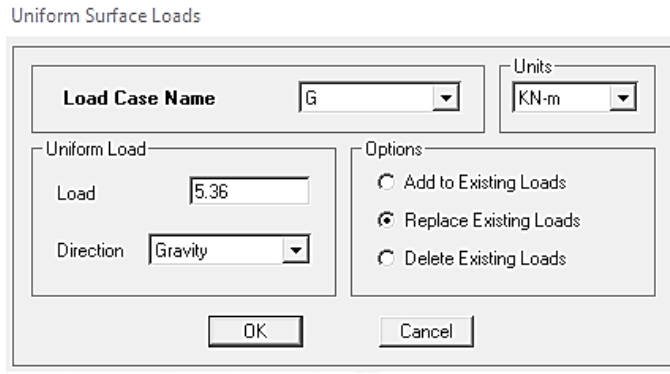 Uniform Surface Loads
Units
Load Case Name G KN-m
Uniform Load Options
Load 5.36 Add to Existing Loads
Replace Existing Loads
Direction Gravity Delete Existing Loads
OK Cancel